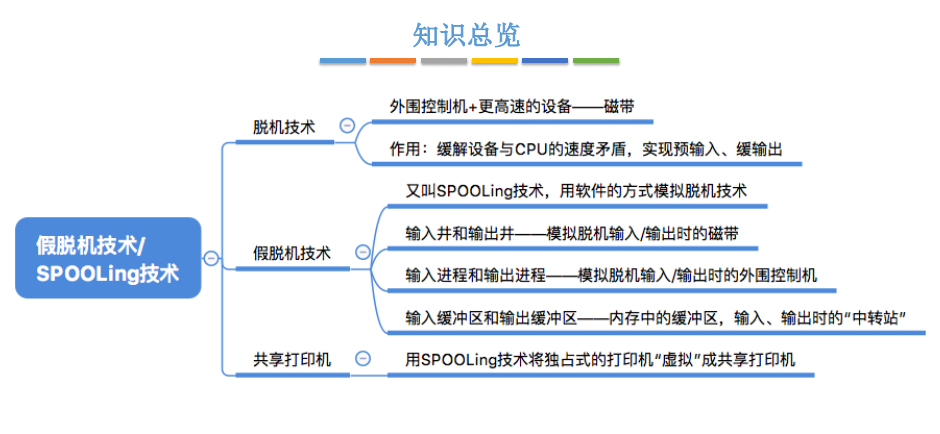 知识总览
脱机技术
外围控制机+更高速的设备——磁带
作用：缓解设备与CPU的速度矛盾，实现预输入、缓输出
假脱机技术/
SPOOLing技术
假脱机技术
又叫SPOOLing技术，用软件的方式模拟脱机技术
输入井和输出井——模拟脱机输入/输出时的磁带
输入进程和输出进程——模拟脱机输入/输出时的外围控制机
输入缓冲区和输出缓冲区——内存中的缓冲区，输入、输出时的“中转站”
共享打印机
用SPOOLing技术将独占式的打印机“虚拟”成共享打印机